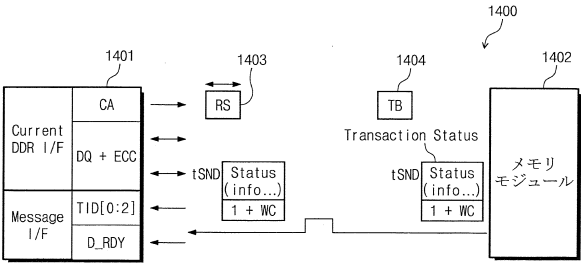 1400
1401
1403
1404
1402
CA
RS
TB
Current
DDR I/F
DQ + ECC
Transaction Status
メモリ
モジュール
tSND
Status
(info...)
1 + WC
tSND
Status
(info...)
1 + WC
Message
I/F
TID[0:2]
D_RDY